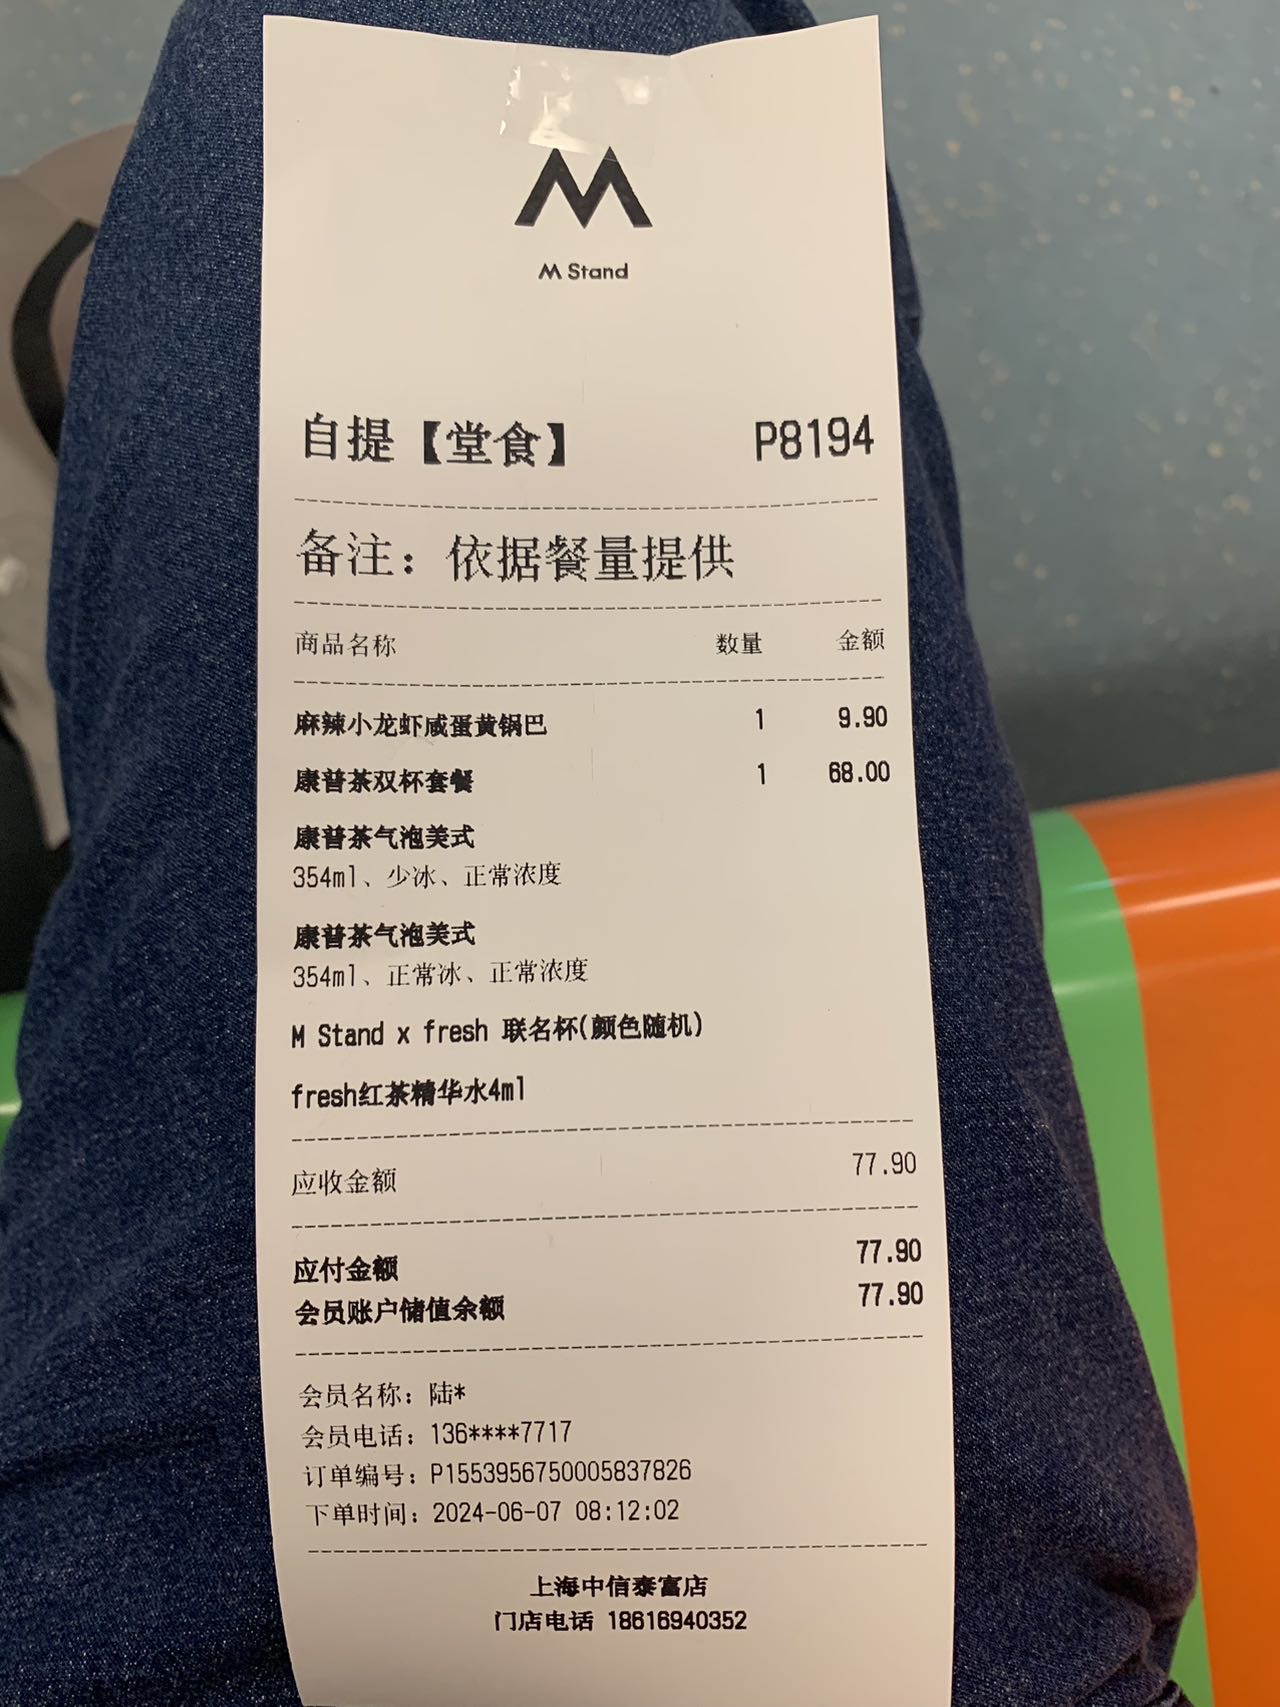 M Stand
自提【堂食】 P8194
备注：依据餐量提供
商品名称 数量 金额
麻辣小龙虾咸蛋黄锅巴 1 9.90
康普茶双杯套餐 1 68.00
康普茶气泡美式
354ml、少冰、正常浓度
康普茶气泡美式
354ml、正常冰、正常浓度
M Stand x fresh 联名杯(颜色随机)
fresh红茶精华水4ml
应收金额 77.90
应付金额 77.90
会员账户储值余额 77.90
会员名称：陆*
会员电话：136****7717
订单编号：P1553956750005837826
下单时间：2024-06-07 08:12:02
上海中信泰富店
门店电话 18616940352